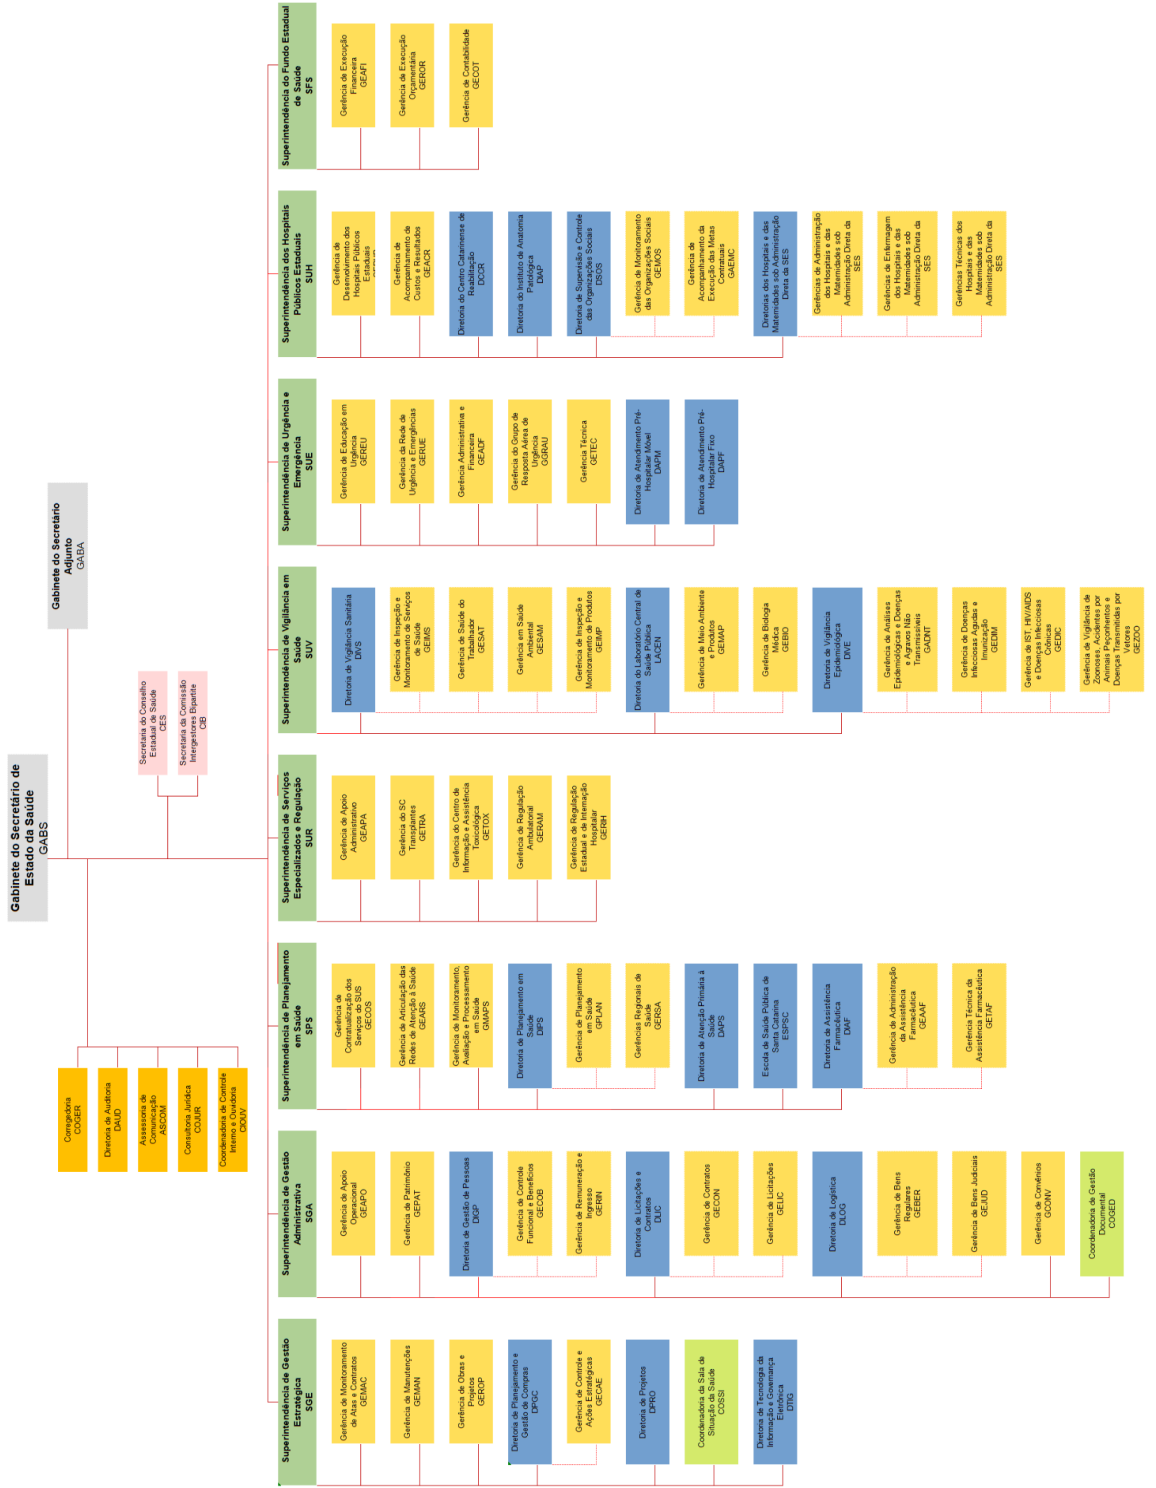 Gabinete do Secretário de
Estado da Saúde
GABS
Gabinete do Secretário
Adjunto
GABA
Corregedoria
COGER
Diretoria de Auditoria
DAUD
Assessoria de
Comunicação
ASCOM
Consultoria Jurídica
COJUR
Coordenadoria de Controle
Interno e Ouvidoria
CIOUV
Secretaria do Conselho
Estadual de Saúde
CES
Secretaria da Comissão
Intergestores Bipartite
CIB
Superintendência de Gestão
Estratégica
SGE
Gerência de Monitoramento
de Atas e Contratos
GEMAC
Gerência de Manutenções
GEMAN
Gerência de Obras e
Projetos
GEROP
Diretoria de Planejamento e
Gestão de Compras
DPGC
Gerência de Controle e
Ações Estratégicas
GECAE
Diretoria de Projetos
DPRO
Coordenadoria da Sala de
Situação da Saúde
COSSI
Diretoria de Tecnologia da
Informação e Governança
Eletrônica
DTIG
Superintendência de Gestão
Administrativa
SGA
Gerência de Apoio
Operacional
GEAPO
Gerência de Patrimônio
GEPAT
Diretoria de Gestão de Pessoas
DIGP
Gerência de Controle
Funcional e Benefícios
GECOB
Gerência de Remuneração e
Ingresso
GERIN
Diretoria de Licitações e
Contratos
DLIC
Gerência de Contratos
GECON
Gerência de Licitações
GELIC
Diretoria de Logística
DLOG
Gerência de Bens
Regulares
GEBER
Gerência de Bens Judiciais
GEJUD
Gerência de Convênios
GCONV
Coordenadoria de Gestão
Documental
COGED
Superintendência de Planejamento
em Saúde
SPS
Gerência de
Contratualização dos
Serviços do SUS
GECOS
Gerência de Articulação das
Redes de Atenção à Saúde
GEARS
Gerência de Monitoramento,
Avaliação e Processamento
em Saúde
GMAPS
Diretoria de Planejamento em
Saúde
DIPS
Gerência de Planejamento
em Saúde
GPLAN
Gerências Regionais de
Saúde
GERSA
Diretoria de Atenção Primária à
Saúde
DAPS
Escola de Saúde Pública de
Santa Catarina
ESPSC
Diretoria de Assistência
Farmacêutica
DIAF
Gerência de Administração
da Assistência
Farmacêutica
GEAAF
Gerência Técnica da
Assistência Farmacêutica
GETAF
Superintendência de Serviços
Especializados e Regulação
SUR
Gerência de Apoio
Administrativo
GEAPA
Gerência do SC
Transplantes
GETRA
Gerência do Centro de
Informação e Assistência
Toxicológica
GETOX
Gerência de Regulação
Ambulatorial
GERAM
Gerência de Regulação
Estadual e de Internação
Hospitalar
GERIH
Superintendência de Vigilância em
Saúde
SUV
Diretoria de Vigilância Sanitária
DIVS
Gerência de Inspeção e
Monitoramento de Serviços
de Saúde
GEIMS
Gerência de Saúde do
Trabalhador
GESAT
Gerência em Saúde
Ambiental
GESAM
Gerência de Inspeção e
Monitoramento de Produtos
GEIMP
Diretoria do Laboratório Central de
Saúde Pública
LACEN
Gerência de Meio Ambiente
e Produtos
GEMAP
Gerência de Biologia
Médica
GEBIO
Diretoria de Vigilância
Epidemiológica
DIVE
Gerência de Análises
Epidemiológicas e Doenças
e Agravos Não
Transmissíveis
GADNT
Gerência de Doenças
Infecciosas Agudas e
Imunização
GEDIM
Gerência de IST, HIV/AIDS
e Doenças Infecciosas
Crônicas
GEDIC
Gerência de Vigilância de
Zoonoses, Acidentes por
Animais Peçonhentos e
Doenças Transmitidas por
Vetores
GEZOO
Superintendência de Urgência e
Emergência
SUE
Gerência de Educação em
Urgência
GEREU
Gerência da Rede de
Urgência e Emergências
GERUE
Gerência Administrativa e
Financeira
GEADF
Gerência do Grupo de
Resposta Aérea de
Urgência
GGRAU
Gerência Técnica
GETEC
Diretoria de Atendimento Pré-
Hospitalar Móvel
DAPM
Diretoria de Atendimento Pré-
Hospitalar Fixo
DAPF
Superintendência dos Hospitais
Públicos Estaduais
SUH
Gerência de
Desenvolvimento dos
Hospitais Públicos
Estaduais
Gerência de
Acompanhamento de
Custos e Resultados
GEACR
Diretoria do Centro Catarinense de
Reabilitação
DCCR
Diretoria do Instituto de Anatomia
Patológica
DIAP
Diretoria de Supervisão e Controle
das Organizações Sociais
DSOS
Gerência de Monitoramento
das Organizações Sociais
GEMOS
Gerência de
Acompanhamento da
Execução das Metas
Contratuais
GAEMC
Diretorias dos Hospitais e das
Maternidades sob Administração
Direta da SES
Gerências de Administração
dos Hospitais e das
Maternidades sob
Administração Direta da
SES
Gerências de Enfermagem
dos Hospitais e das
Maternidades sob
Administração Direta da
SES
Gerências Técnicas dos
Hospitais e das
Maternidades sob
Administração Direta da
SES
Superintendência do Fundo Estadual
de Saúde
SFS
Gerência de Execução
Financeira
GEAFI
Gerência de Execução
Orçamentária
GEROR
Gerência de Contabilidade
GECOT